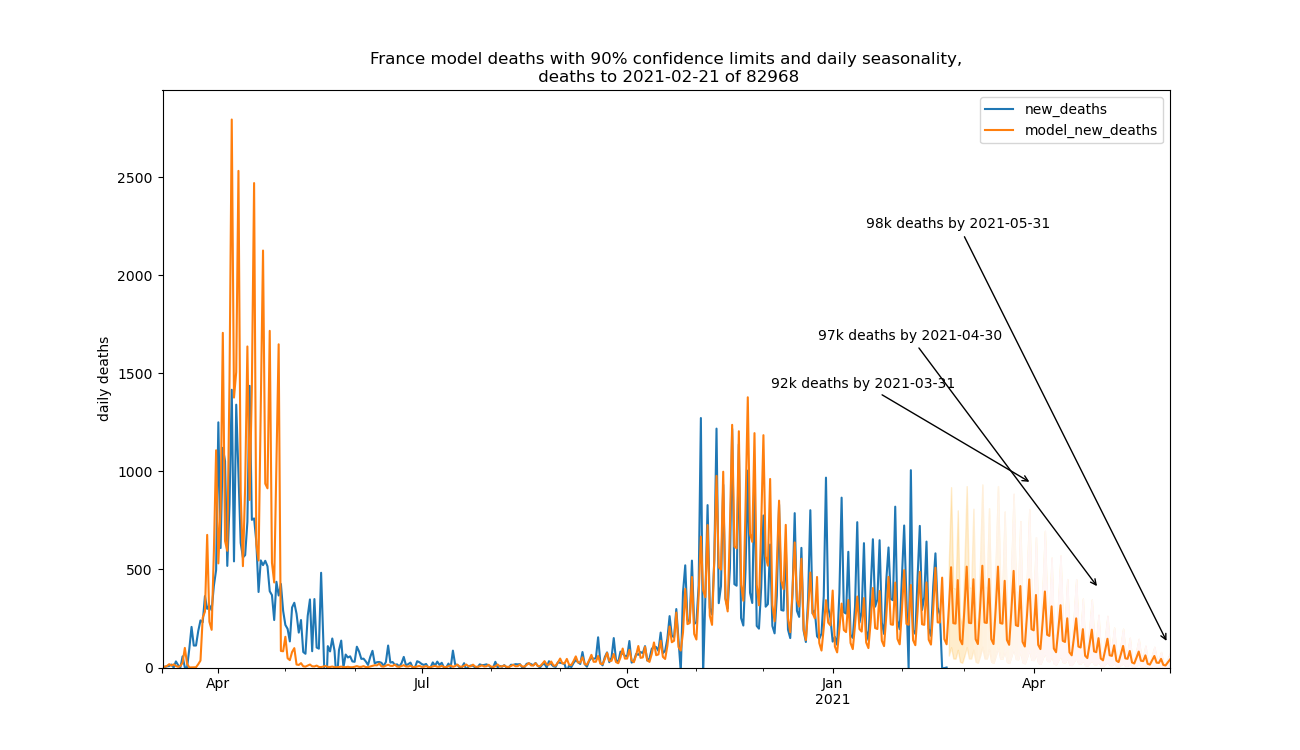 France model deaths with 90% confidence limits and daily seasonality,
deaths to 2021-02-21 of 82968
new_deaths
model_new_deaths
daily deaths
2500
2000
1500
1000
500
0
98k deaths by 2021-05-31
97k deaths by 2021-04-30
92k deaths by 2021-03-31
Apr
Jul
Oct
Jan
2021
Apr